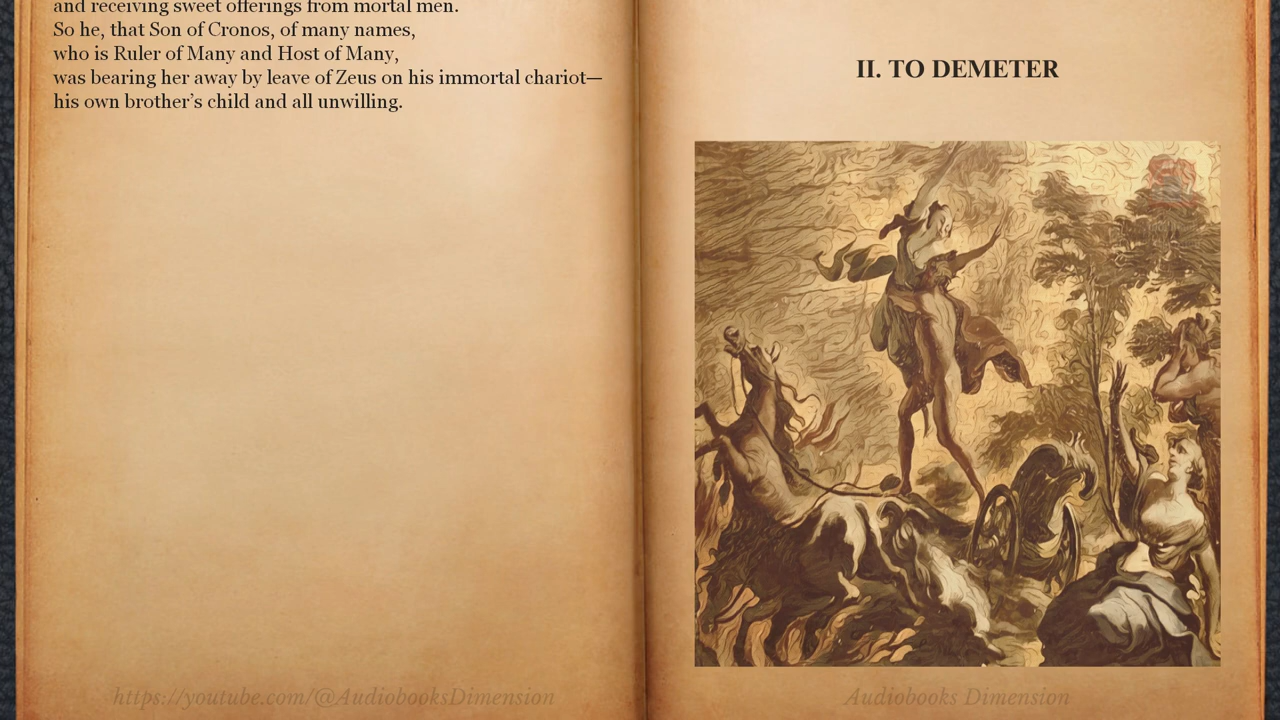 and receiving sweet offerings from mortal men.
So he, that Son of Cronos, of many names,
who is Ruler of Many and Host of Many,
was bearing her away by leave of Zeus on his immortal chariot—
his own brother’s child and all unwilling.
II. TO DEMETER
https://youtube.com/@AudiobooksDimension
Audiobooks Dimension